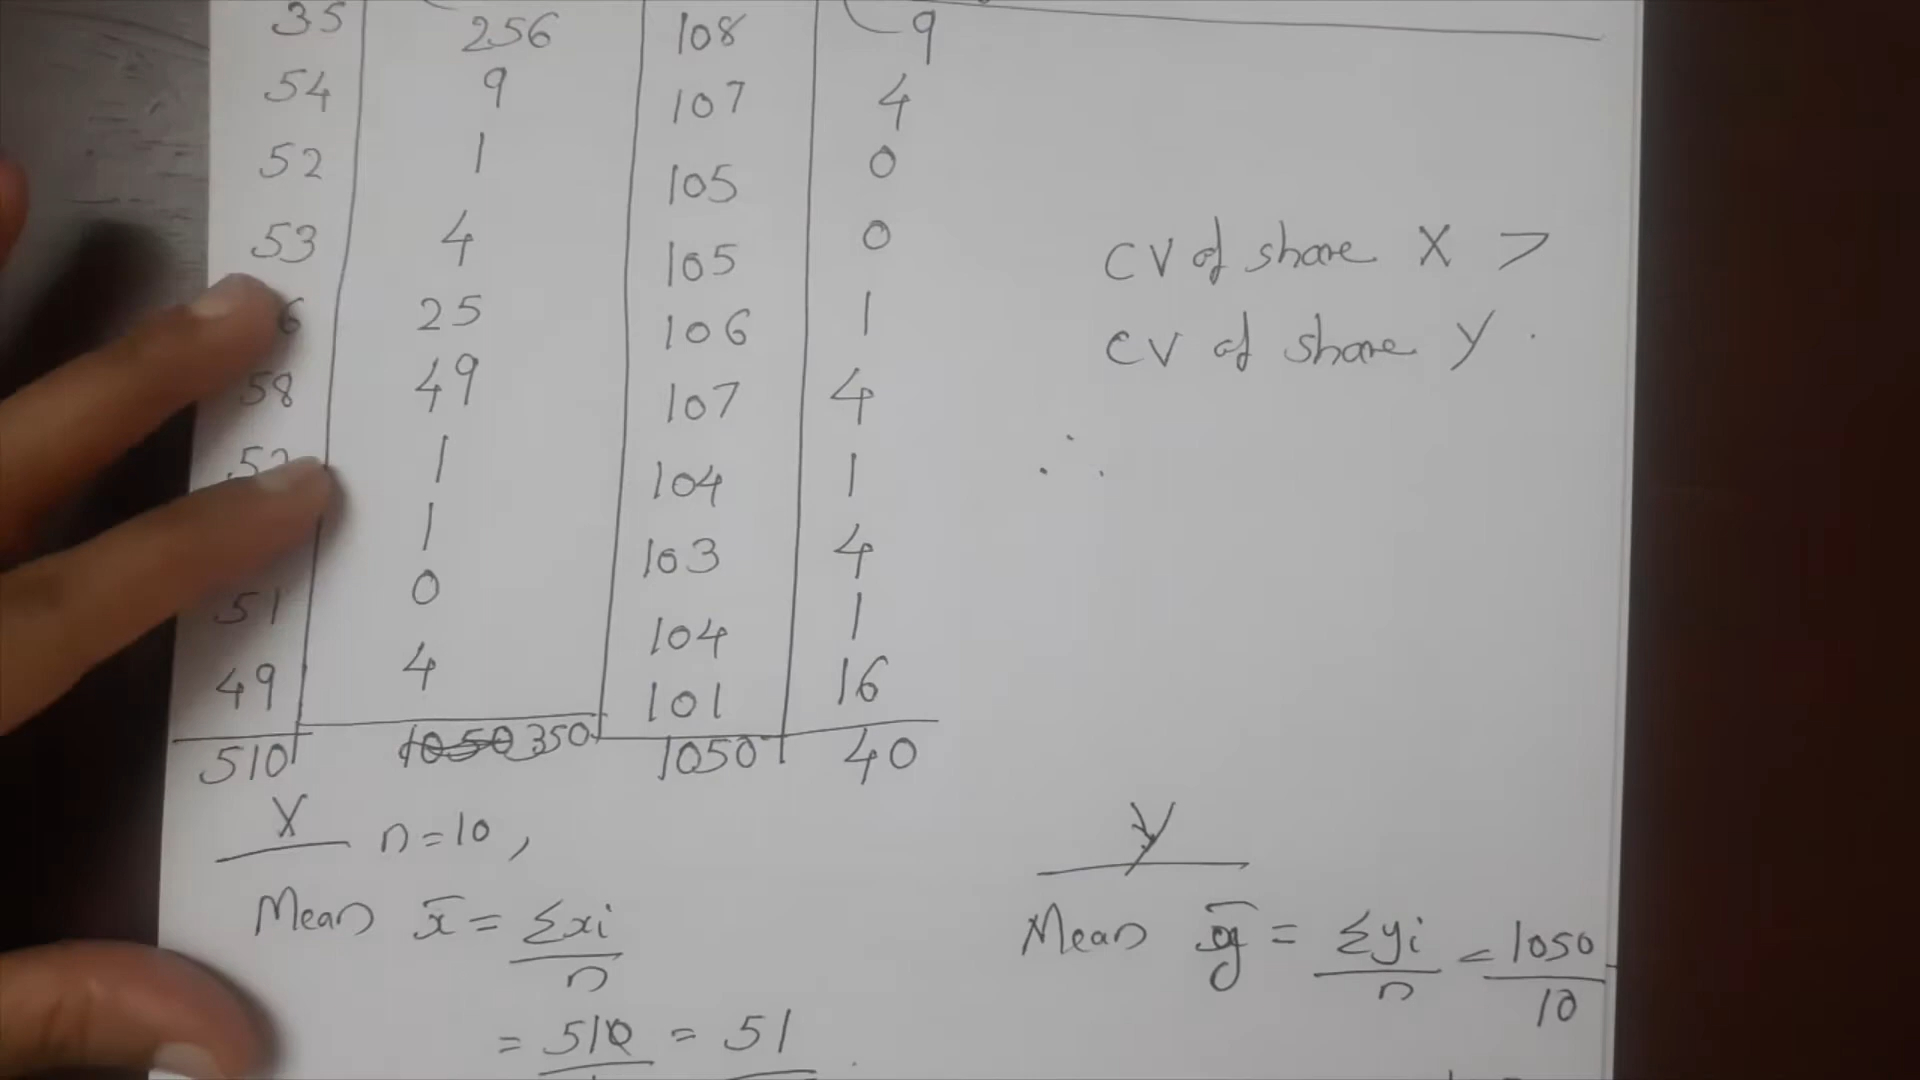 35 256 108 9
54 9 107 4
52 1 105 0
53 4 105 0
6 25 106 1
58 49 107 4
52 1 104 1
1 103 4
51 0 104 1
49 4 101 16
510 350 1050 40
CV of share X >
CV of share Y .
∴
X n = 10 ,
Mean x̄ = Σxi / n
= 510 = 51
Y
Mean ȳ = Σyi / n = 1050 / 10